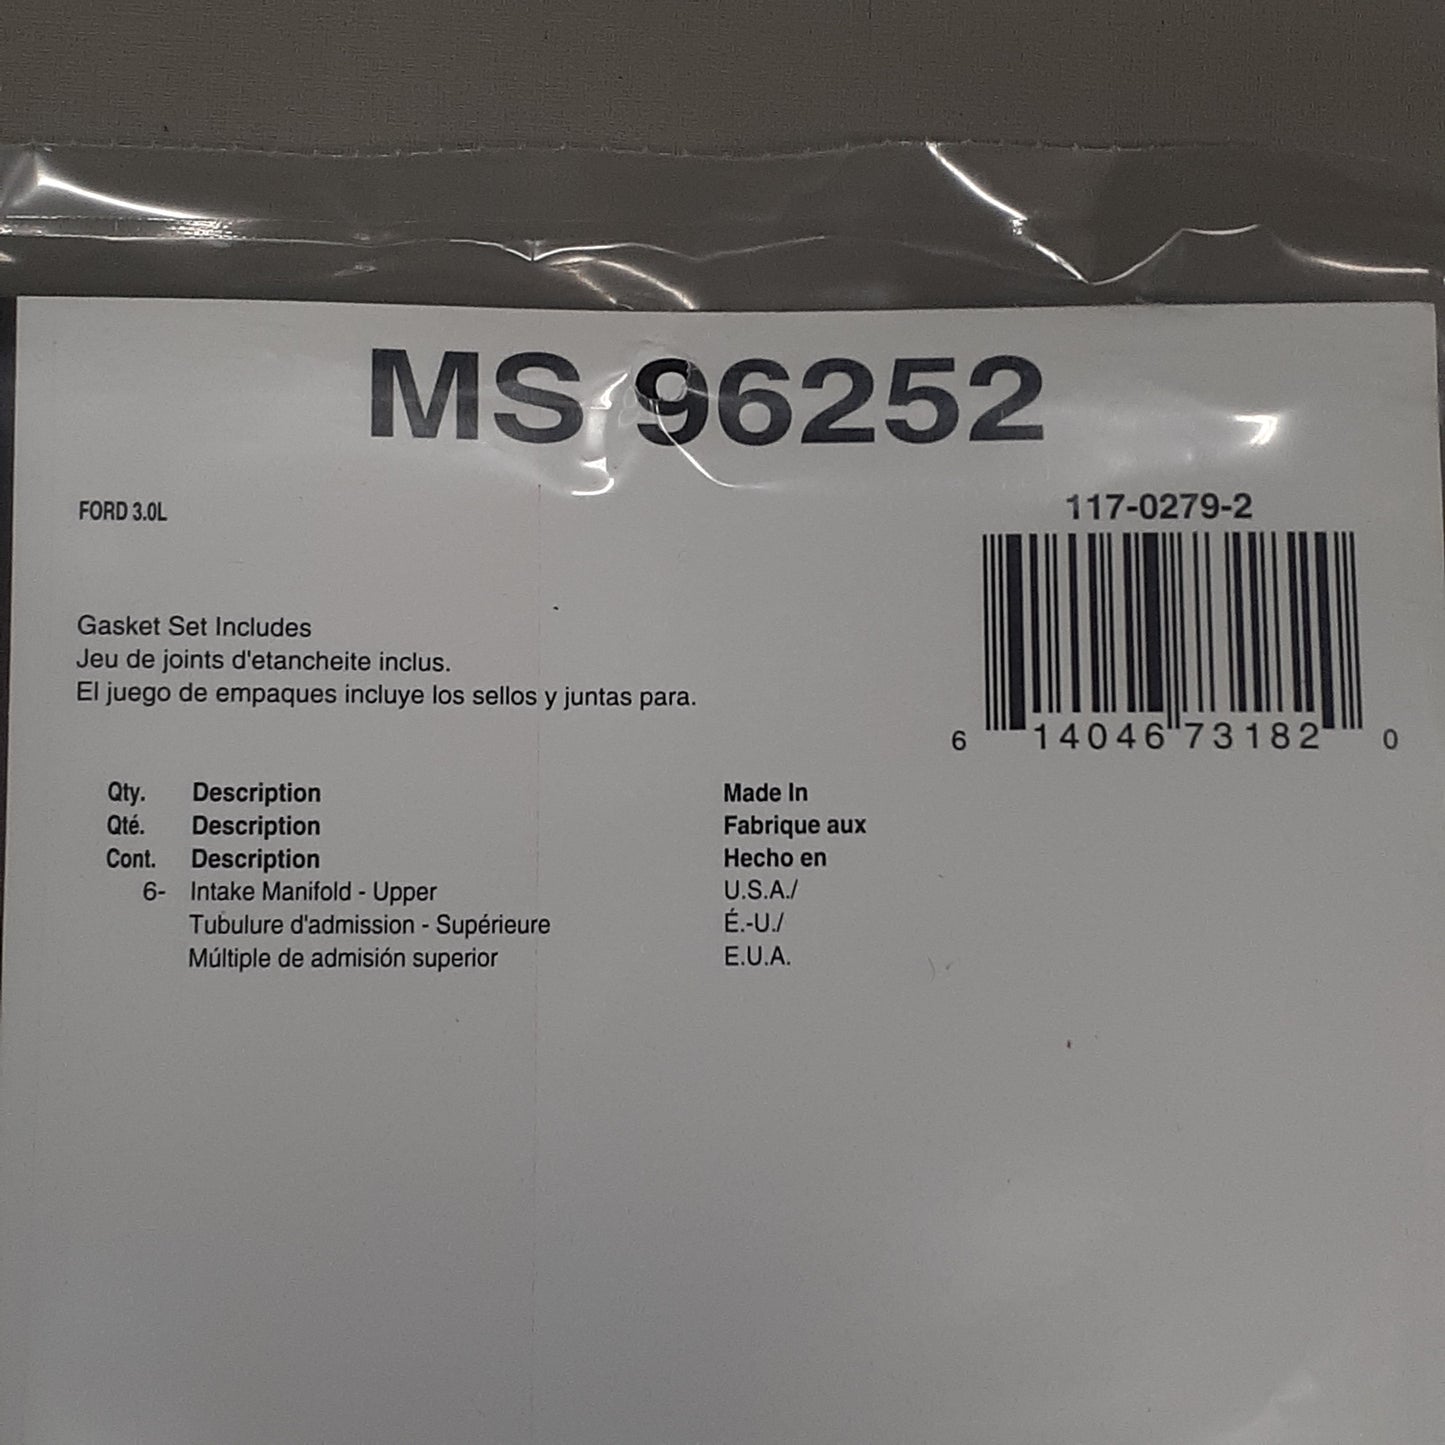 MS 96252
FORD 3.0L
117-0279-2
6 14046 73182 0
Gasket Set Includes
Jeu de joints d'etancheite inclus.
El juego de empaques incluye los sellos y juntas para.
Qty. Description Made In
Qté. Description Fabrique aux
Cont. Description Hecho en
6- Intake Manifold - Upper U.S.A./
Tubulure d'admission - Supérieure É.-U./
Múltiple de admisión superior E.U.A.